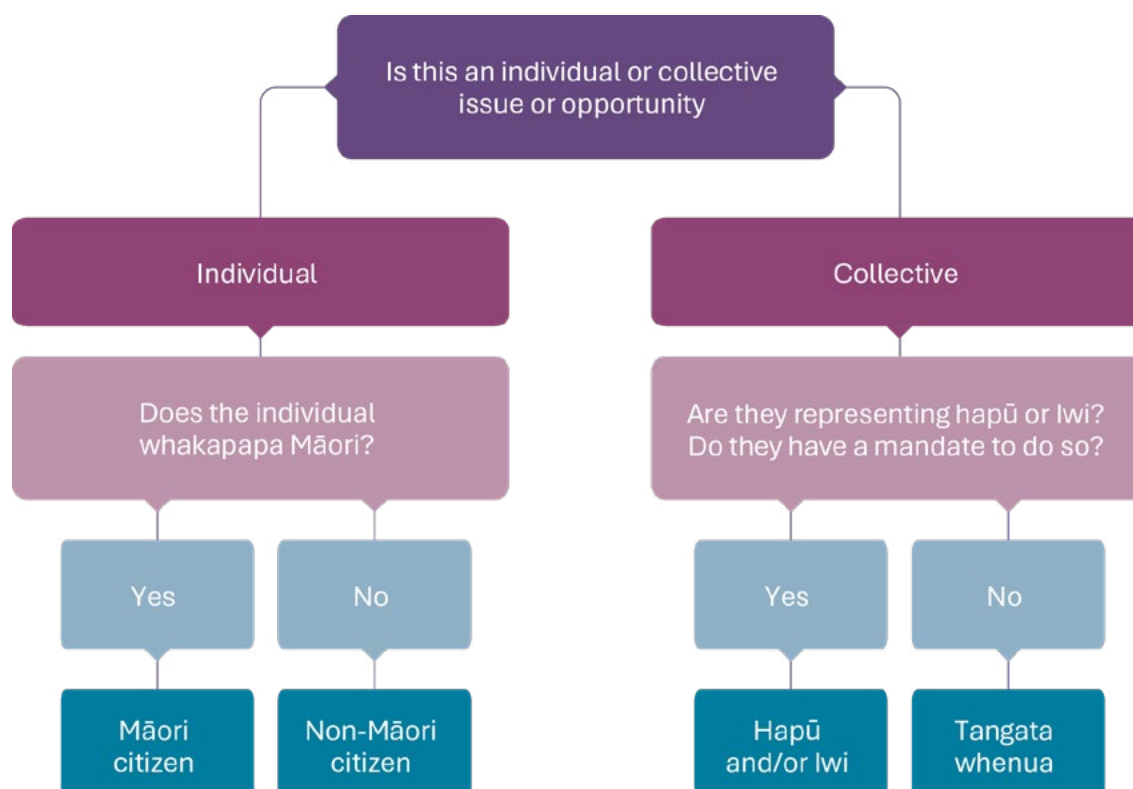 Is this an individual or collective
issue or opportunity
Individual
Collective
Does the individual
whakapapa Māori?
Are they representing hapū or Iwi?
Do they have a mandate to do so?
Yes
No
Yes
No
Māori
citizen
Non-Māori
citizen
Hapū
and/or Iwi
Tangata
whenua